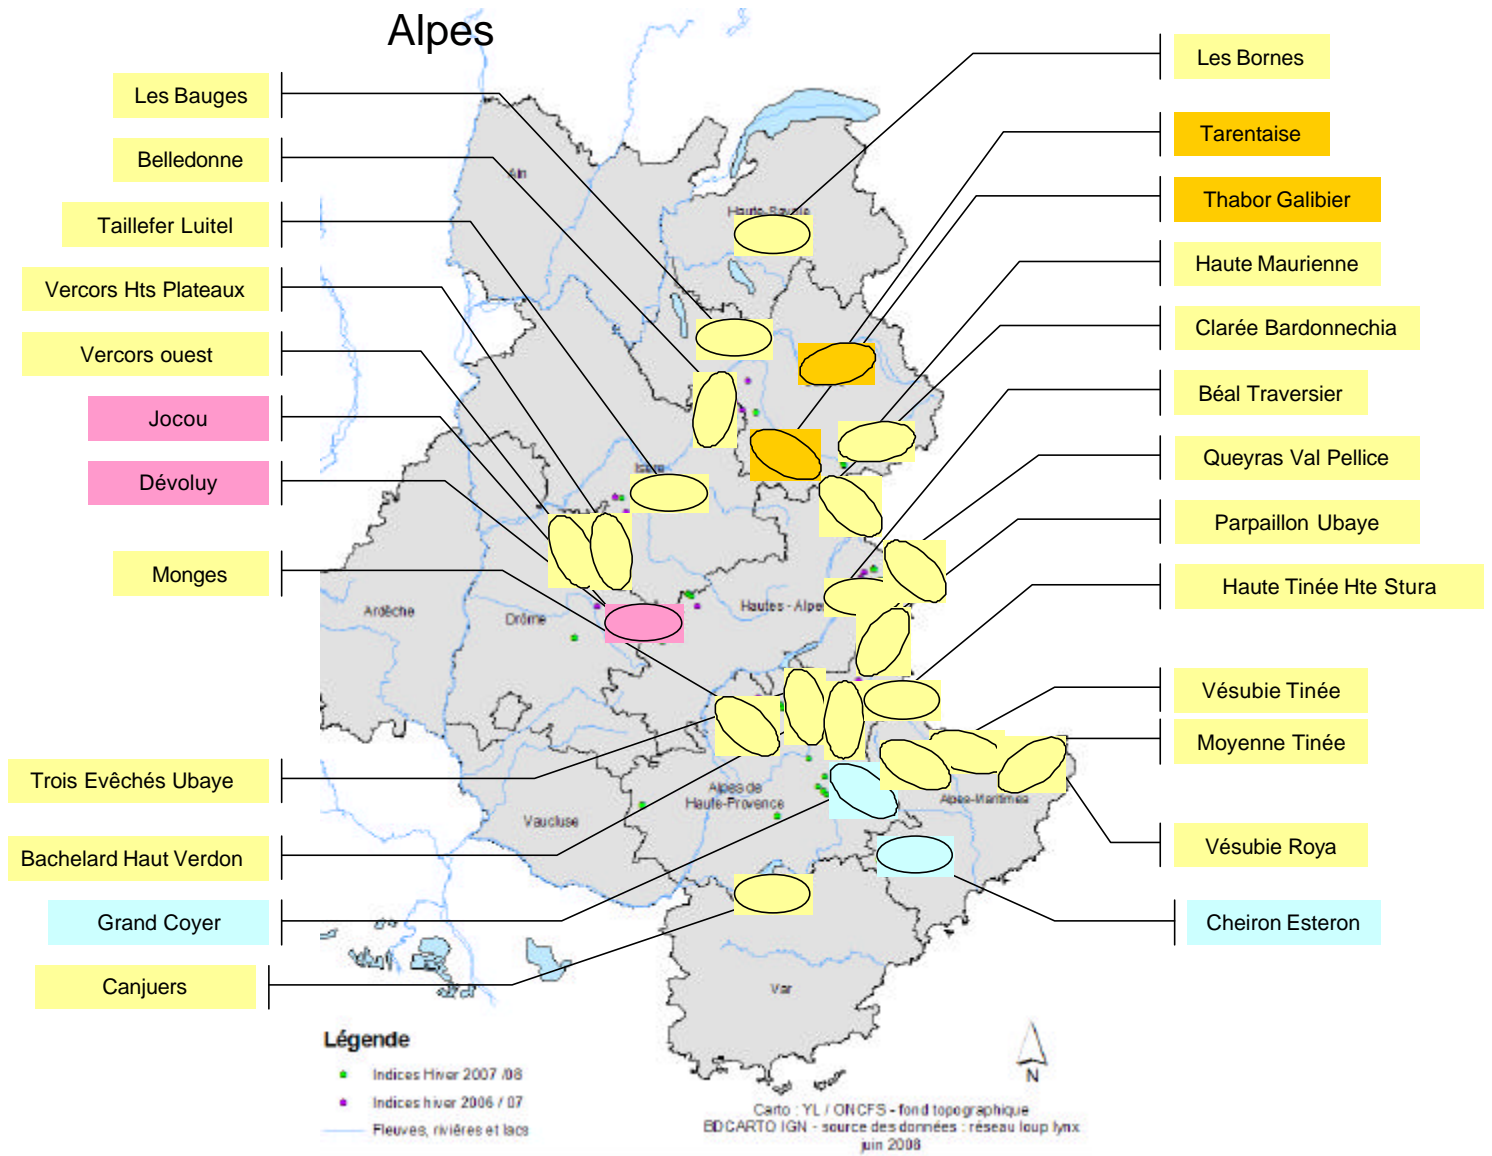 Alpes
Les Bauges
Belledonne
Taillefer Luitel
Vercors Hts Plateaux
Vercors ouest
Jocou
Dévoluy
Monges
Trois Evêchés Ubaye
Bachelard Haut Verdon
Grand Coyer
Canjuers
Les Bornes
Tarentaise
Thabor Galibier
Haute Maurienne
Clarée Bardonnechia
Béal Traversier
Queyras Val Pellice
Parpaillon Ubaye
Haute Tinée Hte Stura
Vésubie Tinée
Moyenne Tinée
Vésubie Roya
Cheiron Esteron
Ain
Haute-Savoie
Isère
Ardèche
Drôme
Hautes - Alpes
Alpes de
Haute-Provence
Vaucluse
Alpes-Maritimes
Var
Légende
Indices Hiver 2007 /08
Indices hiver 2006 / 07
Fleuves, rivières et lacs
N
Carto : YL / ONCFS - fond topographique
BDCARTO IGN - source des données : réseau loup lynx
juin 2008